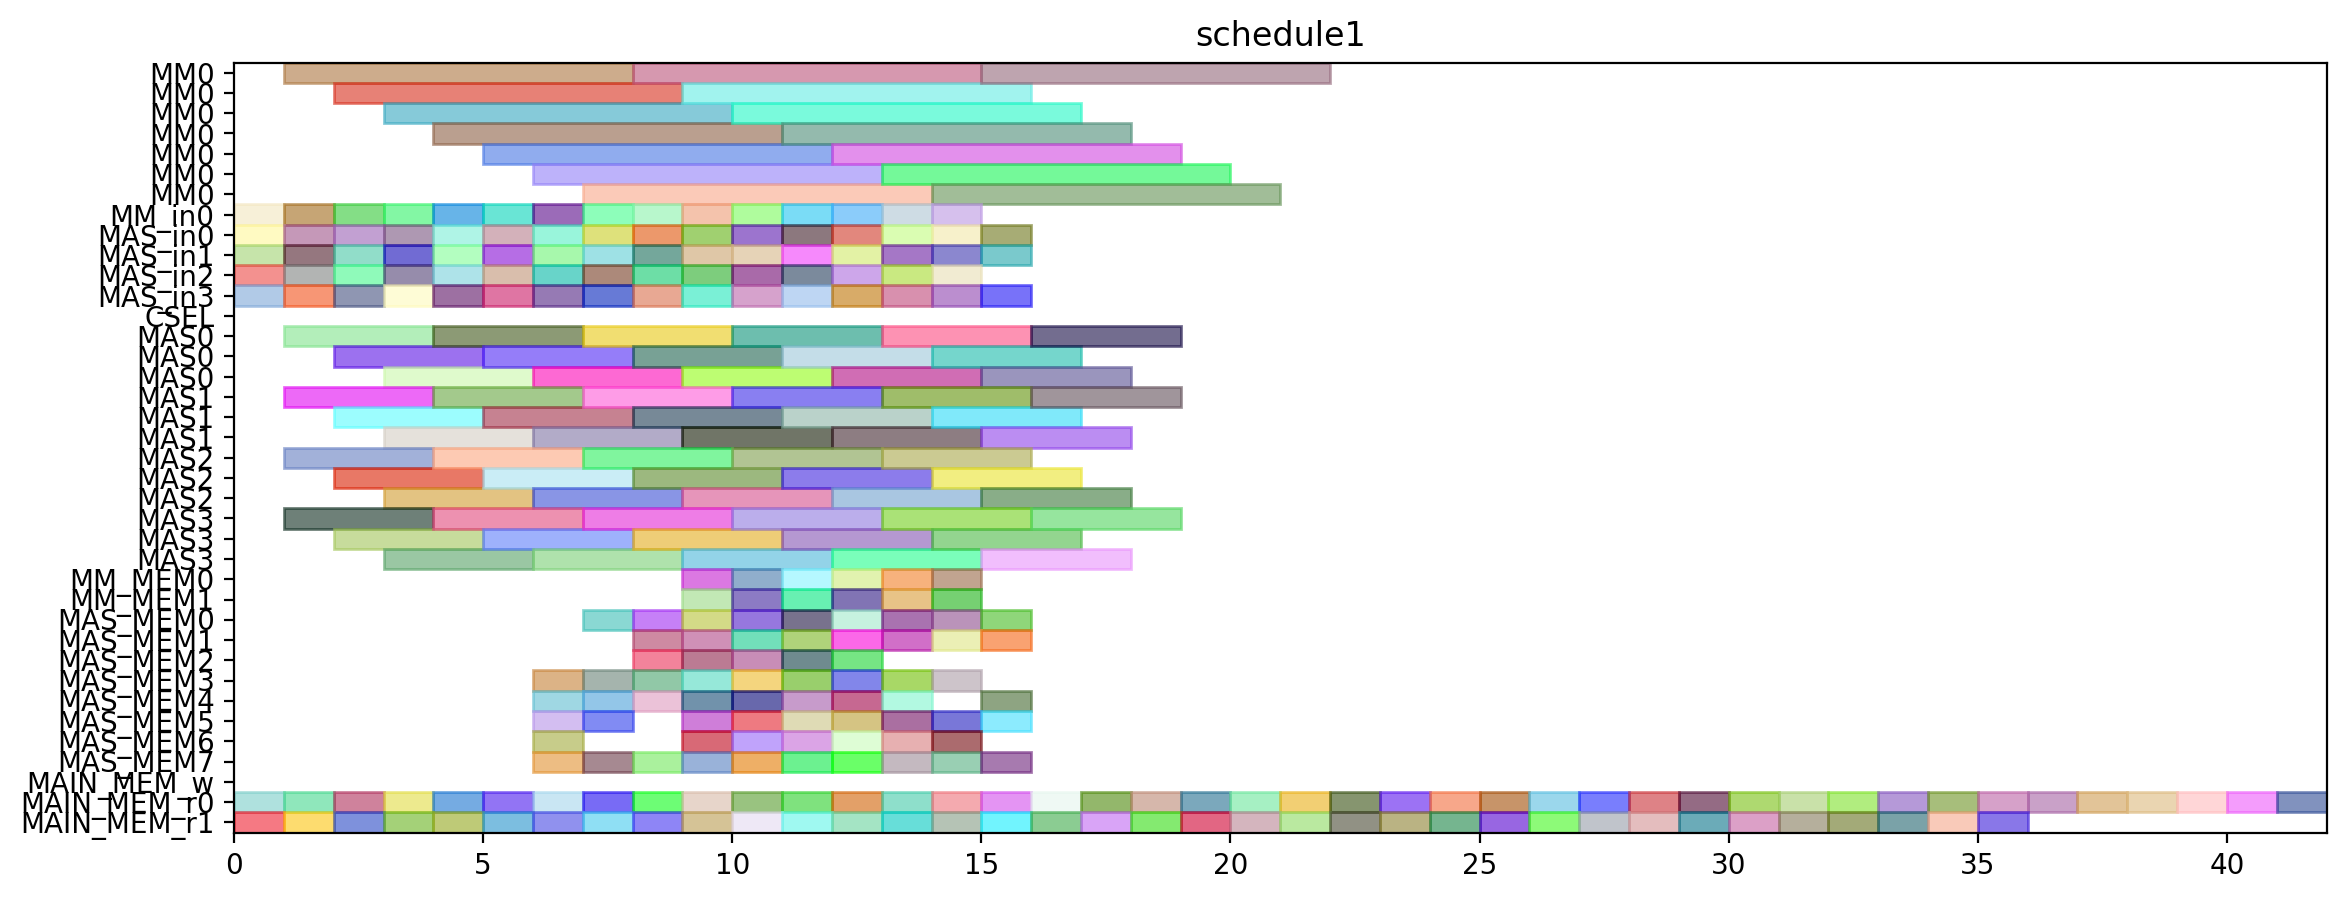 schedule1
MM0
MM0
MM0
MM0
MM0
MM0
MM0
MM_in0
MAS_in0
MAS_in1
MAS_in2
MAS_in3
CSEL
MAS0
MAS0
MAS0
MAS1
MAS1
MAS1
MAS2
MAS2
MAS2
MAS3
MAS3
MAS3
MM_MEM0
MM_MEM1
MAS_MEM0
MAS_MEM1
MAS_MEM2
MAS_MEM3
MAS_MEM4
MAS_MEM5
MAS_MEM6
MAS_MEM7
MAIN_MEM_w
MAIN_MEM_r0
MAIN_MEM_r1
0 5 10 15 20 25 30 35 40